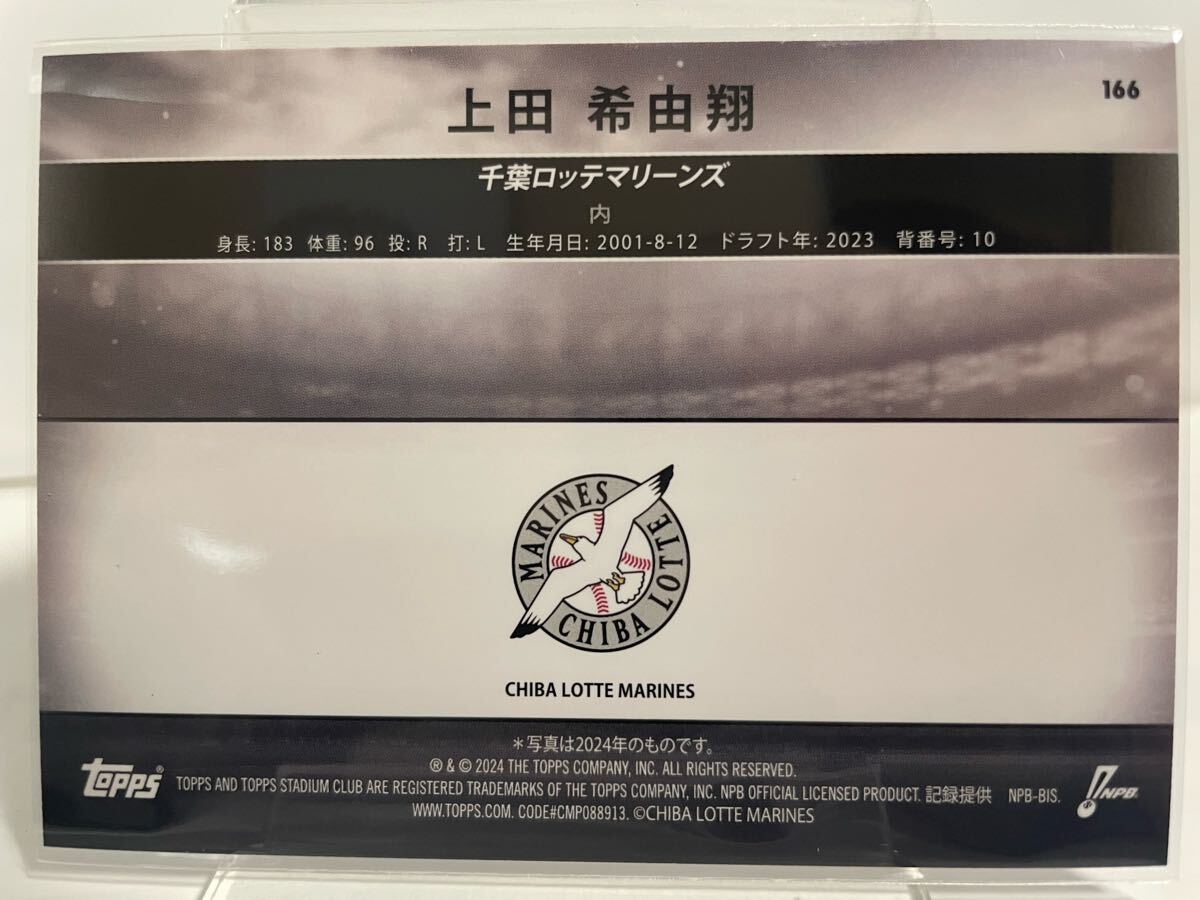 166
上田 希由翔
千葉ロッテマリーンズ
内
身長: 183 体重: 96 投: R 打: L 生年月日: 2001-8-12 ドラフト年: 2023 背番号: 10
MARINES
CHIBA LOTTE
CHIBA LOTTE MARINES
＊写真は2024年のものです。
® & © 2024 THE TOPPS COMPANY, INC. ALL RIGHTS RESERVED.
TOPPS® TOPPS AND TOPPS STADIUM CLUB ARE REGISTERED TRADEMARKS OF THE TOPPS COMPANY, INC. NPB OFFICIAL LICENSED PRODUCT. 記録提供 NPB-BIS. NPB
WWW.TOPPS.COM. CODE#CMP088913. ©CHIBA LOTTE MARINES